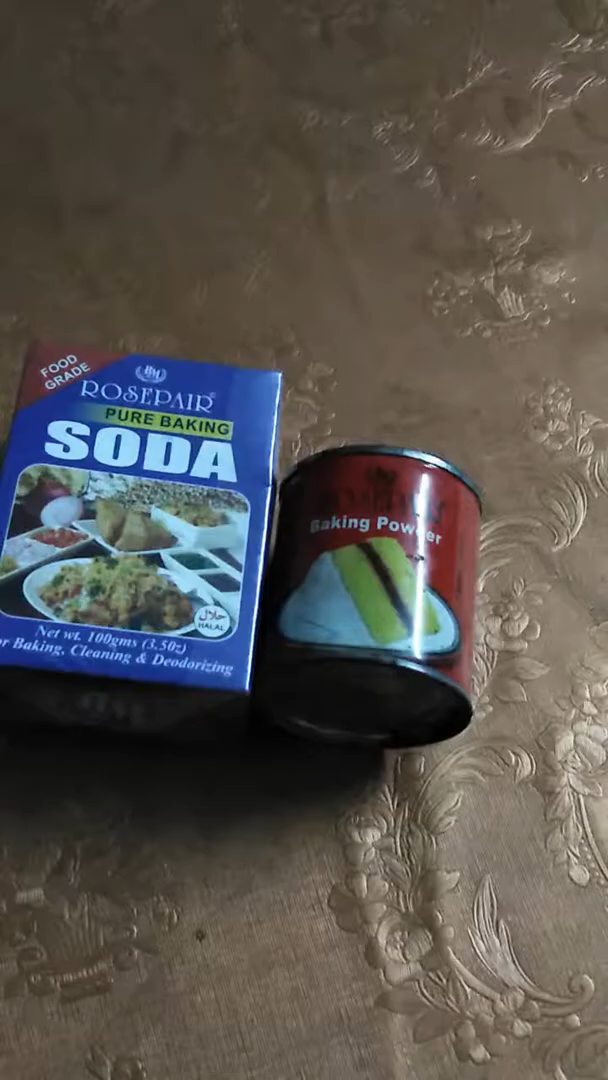 FOOD
GRADE
ROSEPAIR
PURE BAKING
SODA
حلال
HALAL
Net wt. 100gms (3.5oz)
or Baking, Cleaning & Deodorizing
ROSEPAIR
Baking Powder